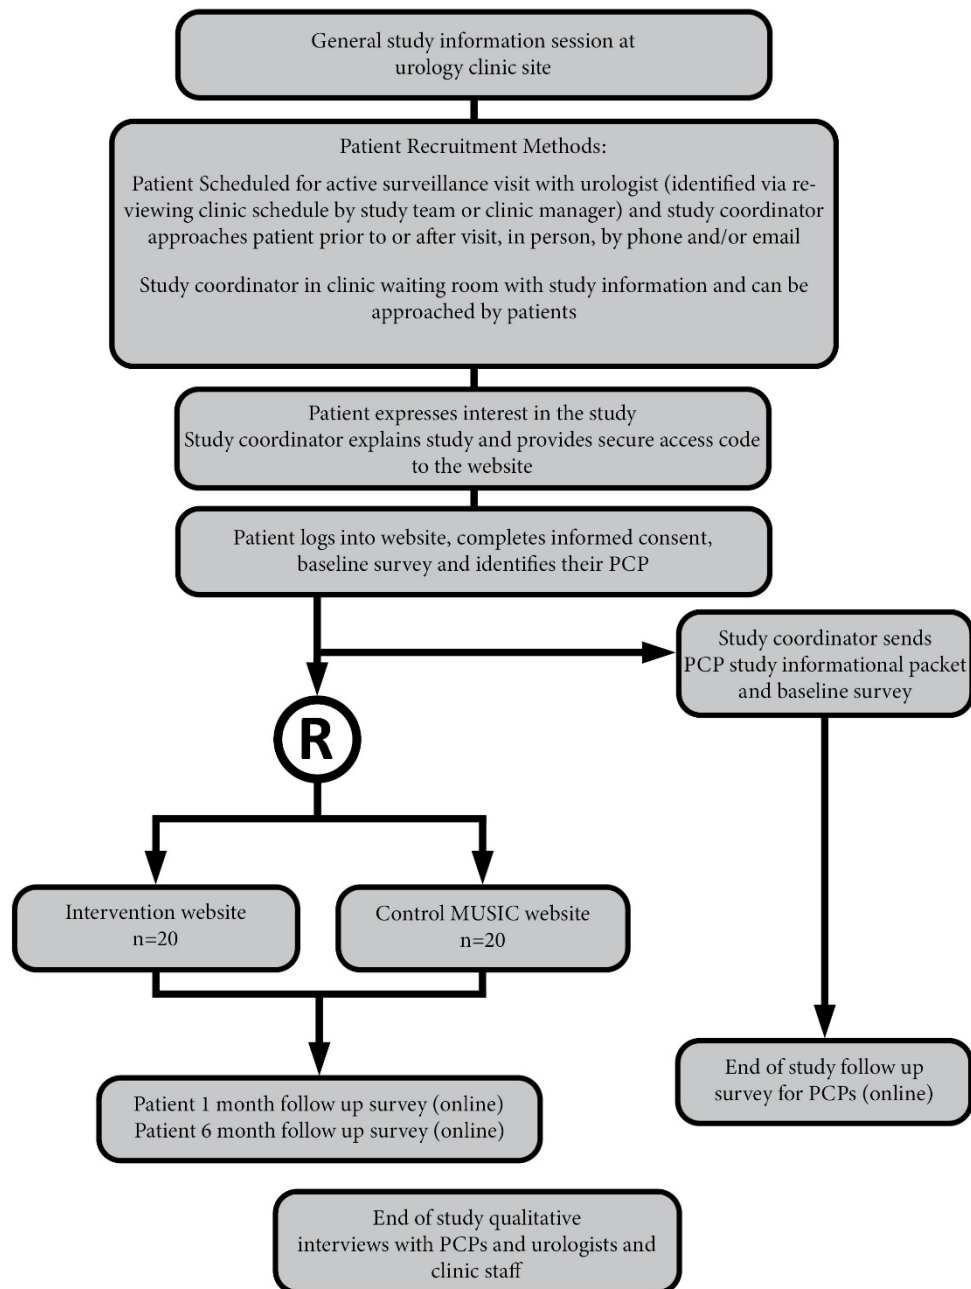 General study information session at
urology clinic site
Patient Recruitment Methods:
Patient Scheduled for active surveillance visit with urologist (identified via re-
viewing clinic schedule by study team or clinic manager) and study coordinator
approaches patient prior to or after visit, in person, by phone and/or email
Study coordinator in clinic waiting room with study information and can be
approached by patients
Patient expresses interest in the study
Study coordinator explains study and provides secure access code
to the website
Patient logs into website, completes informed consent,
baseline survey and identifies their PCP
Study coordinator sends
PCP study informational packet
and baseline survey
R
Intervention website
n=20
Control MUSIC website
n=20
End of study follow up
survey for PCPs (online)
Patient 1 month follow up survey (online)
Patient 6 month follow up survey (online)
End of study qualitative
interviews with PCPs and urologists and
clinic staff